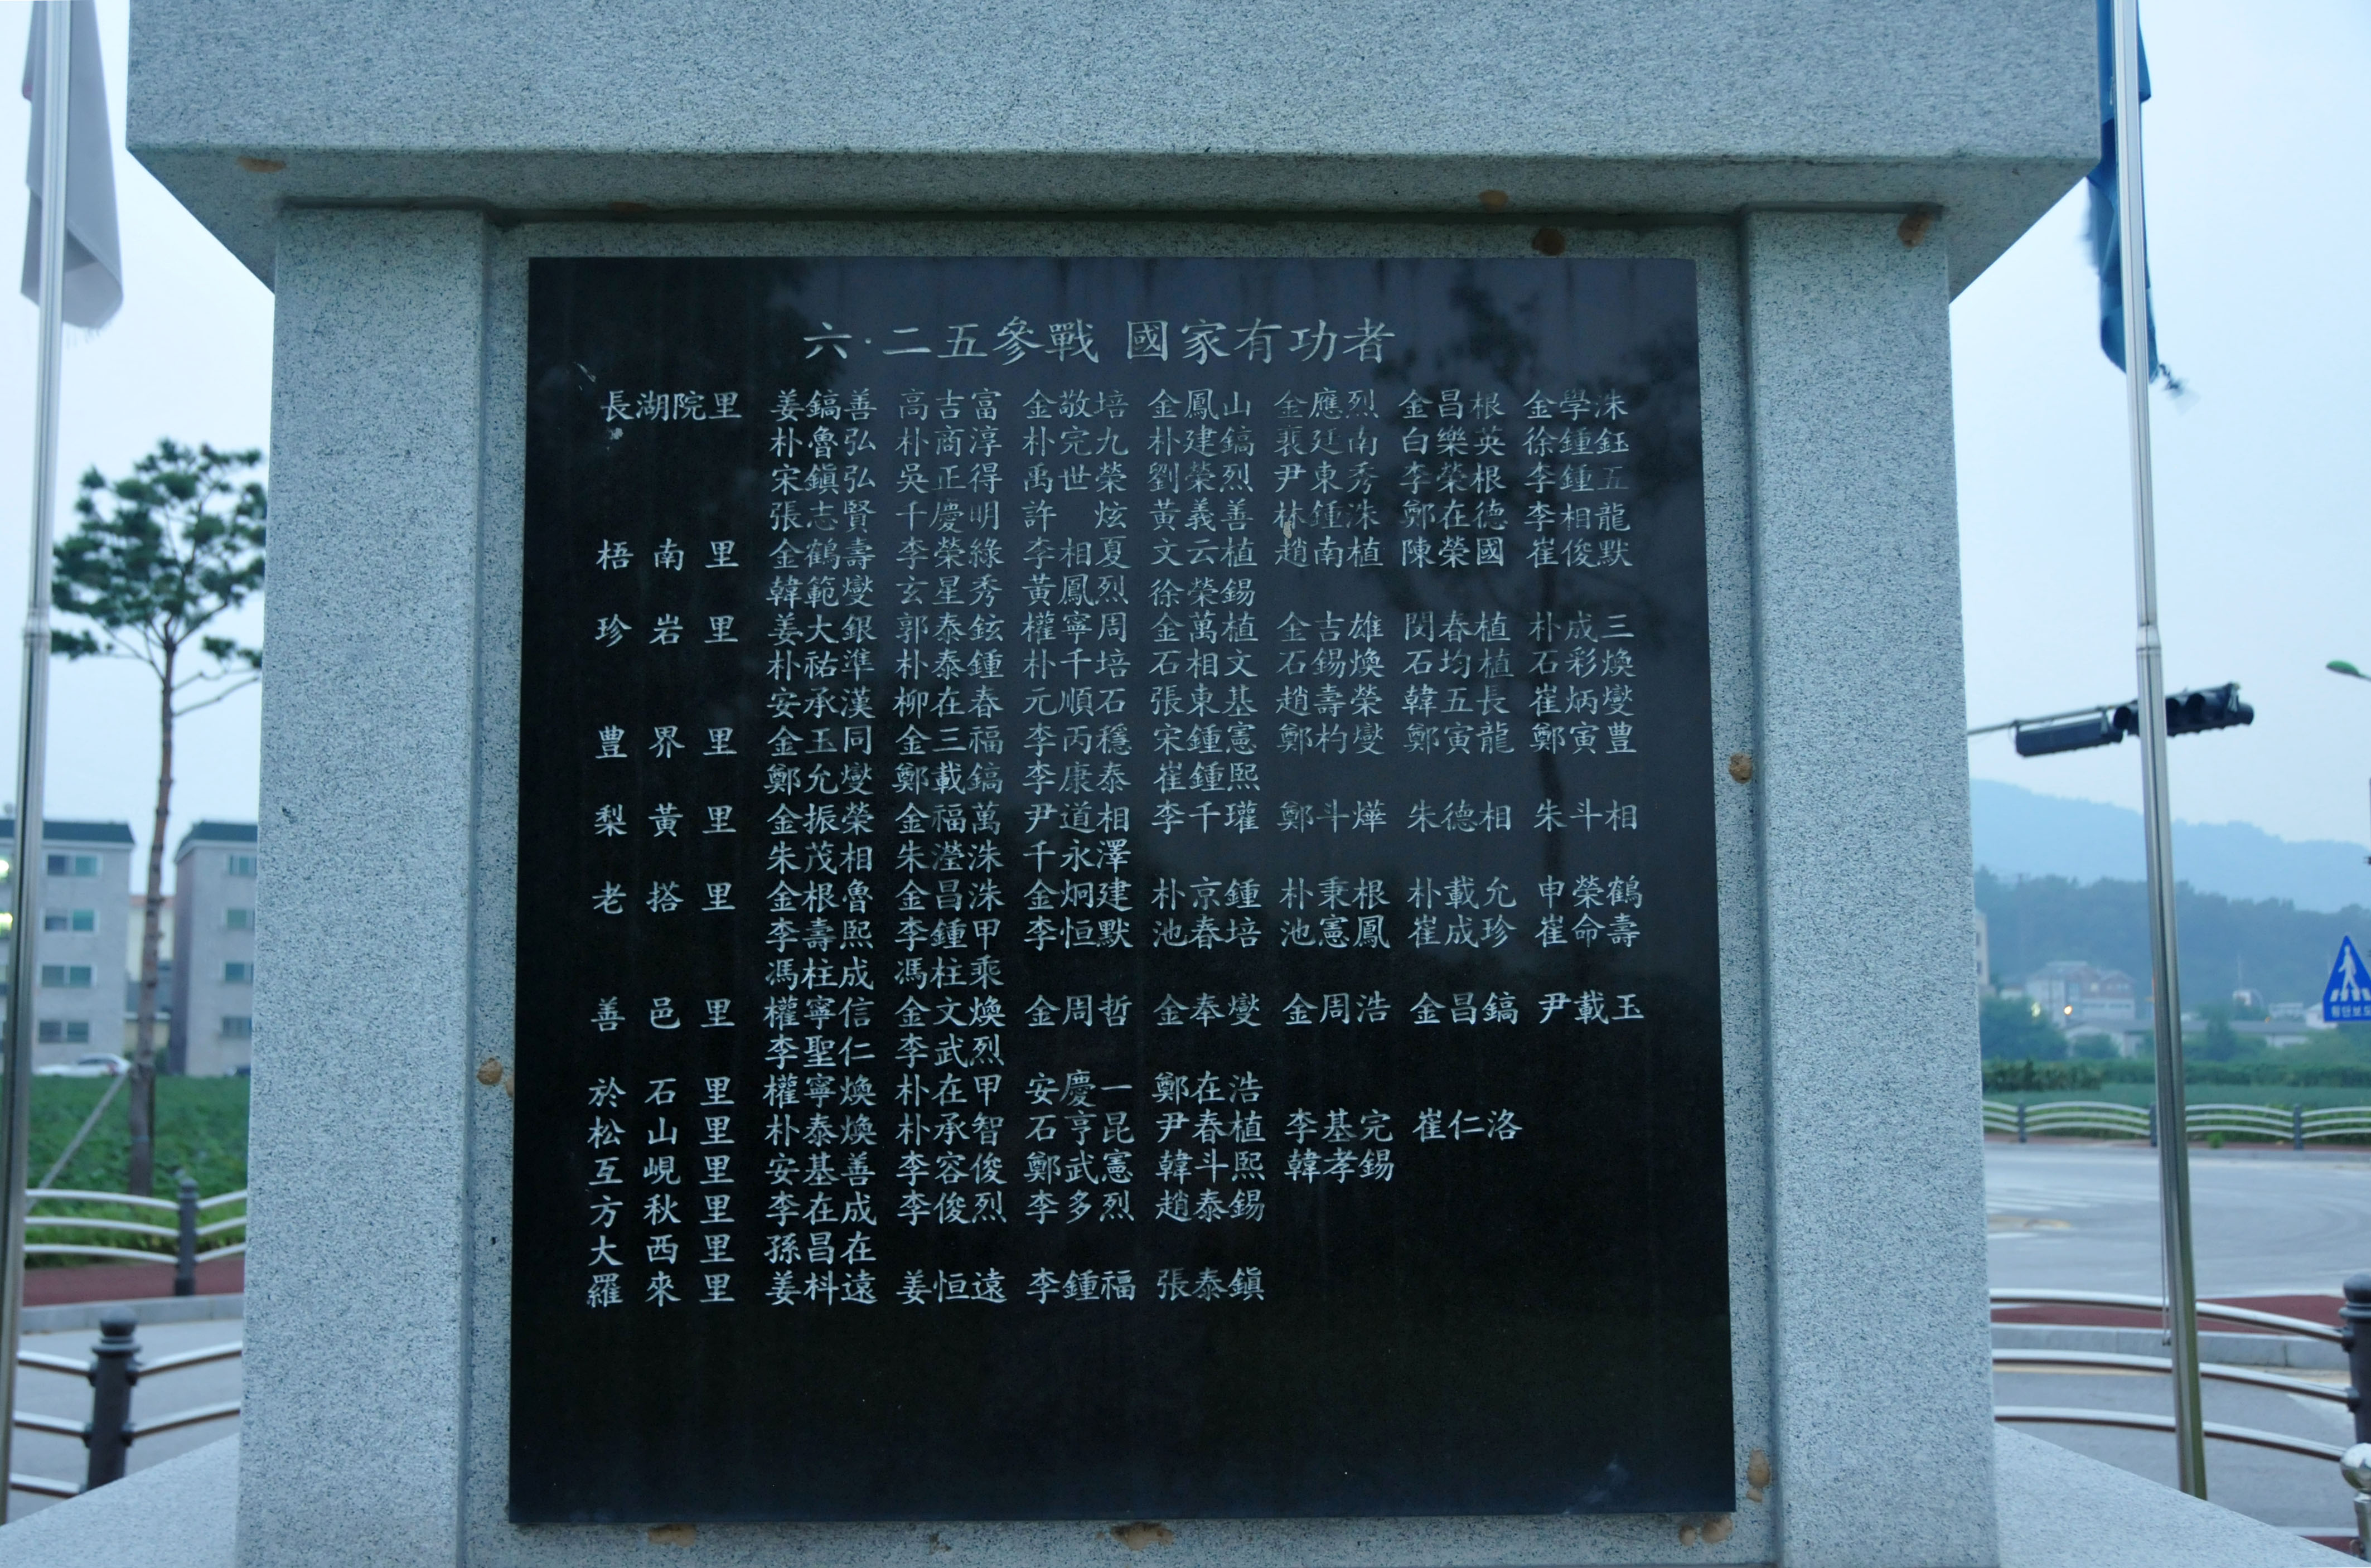 六·二五參戰 國家有功者
長湖院里 姜鎬善 高吉富 金敬培 金鳳山 金應烈 金昌根 金學洙
朴魯弘 朴商淳 朴完九 朴建鎬 裵廷南 白樂英 徐鍾鈺
宋鎭弘 吳正得 禹世榮 劉榮烈 尹東秀 李榮根 李鍾五
張志賢 千慶明 許 炫 黃義善 林鍾洙 鄭在德 李相龍
梧南里 金鶴壽 李榮綠 李相夏 文云植 趙南植 陳榮國 崔俊默
韓範燮 玄星秀 黃鳳烈 徐榮錫
珍岩里 姜大銀 郭泰鉉 權寧周 金萬植 金吉雄 閔春植 朴成三
朴祐準 朴泰鍾 朴千培 石相文 石錫煥 石均植 石彩煥
安承漢 柳在春 元順石 張東基 趙壽榮 韓五長 崔炳燮
豊界里 金玉同 金三福 李丙穩 宋鍾憲 鄭杓燮 鄭寅龍 鄭寅豊
鄭允燮 鄭載鎬 李康泰 崔鍾熙
梨黃里 金振榮 金福萬 尹道相 李千瓘 鄭斗燁 朱德相 朱斗相
朱茂相 朱瀅洙 千永澤
老搭里 金根魯 金昌洙 金炯建 朴京鍾 朴秉根 朴載允 申榮鶴
李壽熙 李鍾甲 李恒默 池春培 池憲鳳 崔成珍 崔命壽
馮柱成 馮柱乘
善邑里 權寧信 金文煥 金周哲 金奉燮 金周浩 金昌鎬 尹載玉
李聖仁 李武烈
於石里 權寧煥 朴在甲 安慶一 鄭在浩
松山里 朴泰煥 朴承智 石亨昆 尹春植 李基完 崔仁洛
互峴里 安基善 李容俊 鄭武憲 韓斗熙 韓孝錫
方秋里 李在成 李俊烈 李多烈 趙泰錫
大西里 孫昌在
羅來里 姜科遠 姜恒遠 李鍾福 張泰鎭
횡단보도